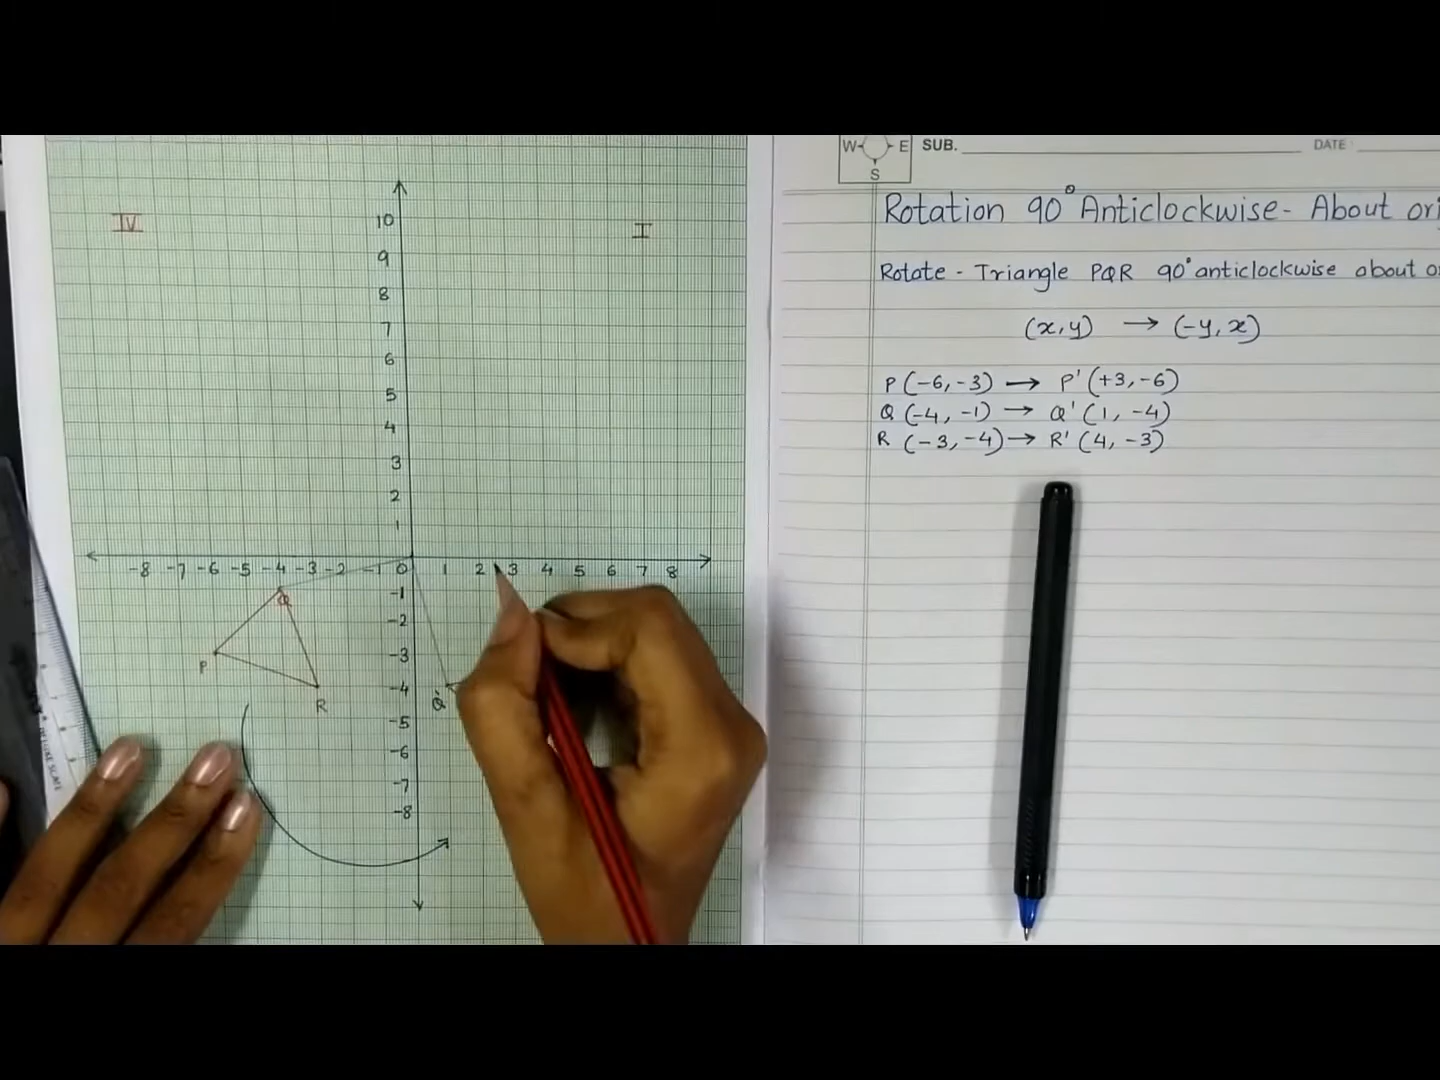 IV
I
10
9
8
7
6
5
4
3
2
1
-8 -7 -6 -5 -4 -3 -2 -1 0 1 2 3 4 5 6 7 8
-1
Q
-2
-3
P
-4
R
Q'
-5
-6
-7
-8
W E SUB. DATE
S
Rotation 90° Anticlockwise - About
Rotate - Triangle PQR 90° anticlockwise about
(x, y) → (-y, x)
P (-6, -3) → P' (+3, -6)
Q (-4, -1) → Q' (1, -4)
R (-3, -4) → R' (4, -3)